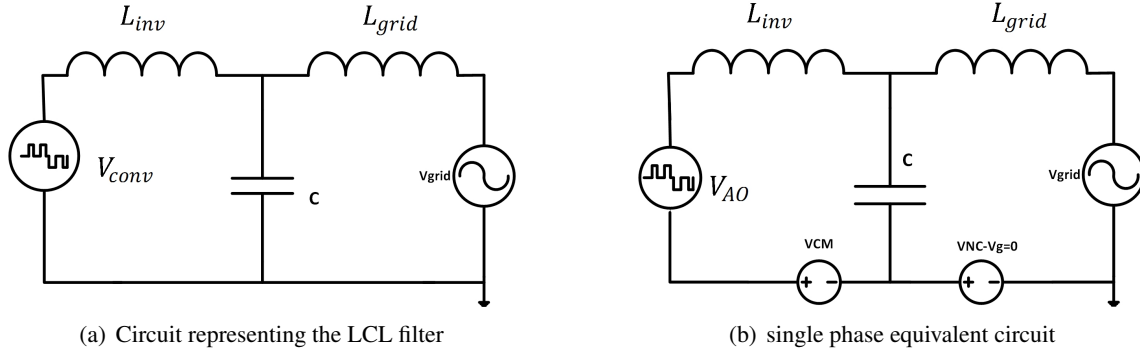 L_inv L_grid
V_conv
C
Vgrid
+ -
(a) Circuit representing the LCL filter
L_inv L_grid
V_AO
C
Vgrid
VCM
VNC-Vg=0
+ - + -
(b) single phase equivalent circuit